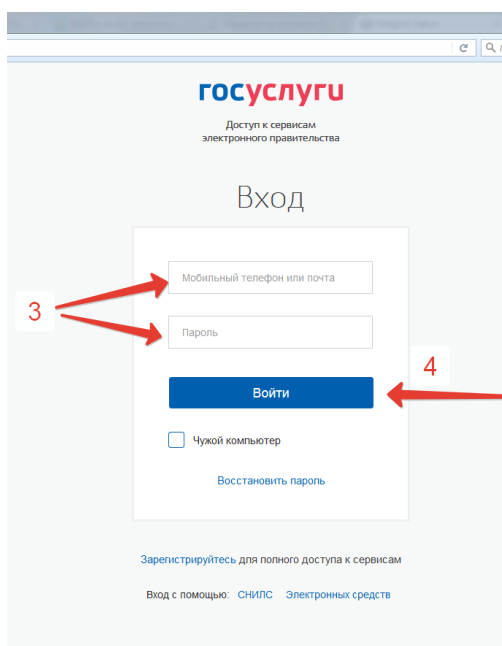 госуслуги
Доступ к сервисам
электронного правительства
Вход
Мобильный телефон или почта
3
Пароль
4
Войти
Чужой компьютер
Восстановить пароль
Зарегистрируйтесь для полного доступа к сервисам
Вход с помощью: СНИЛС Электронных средств